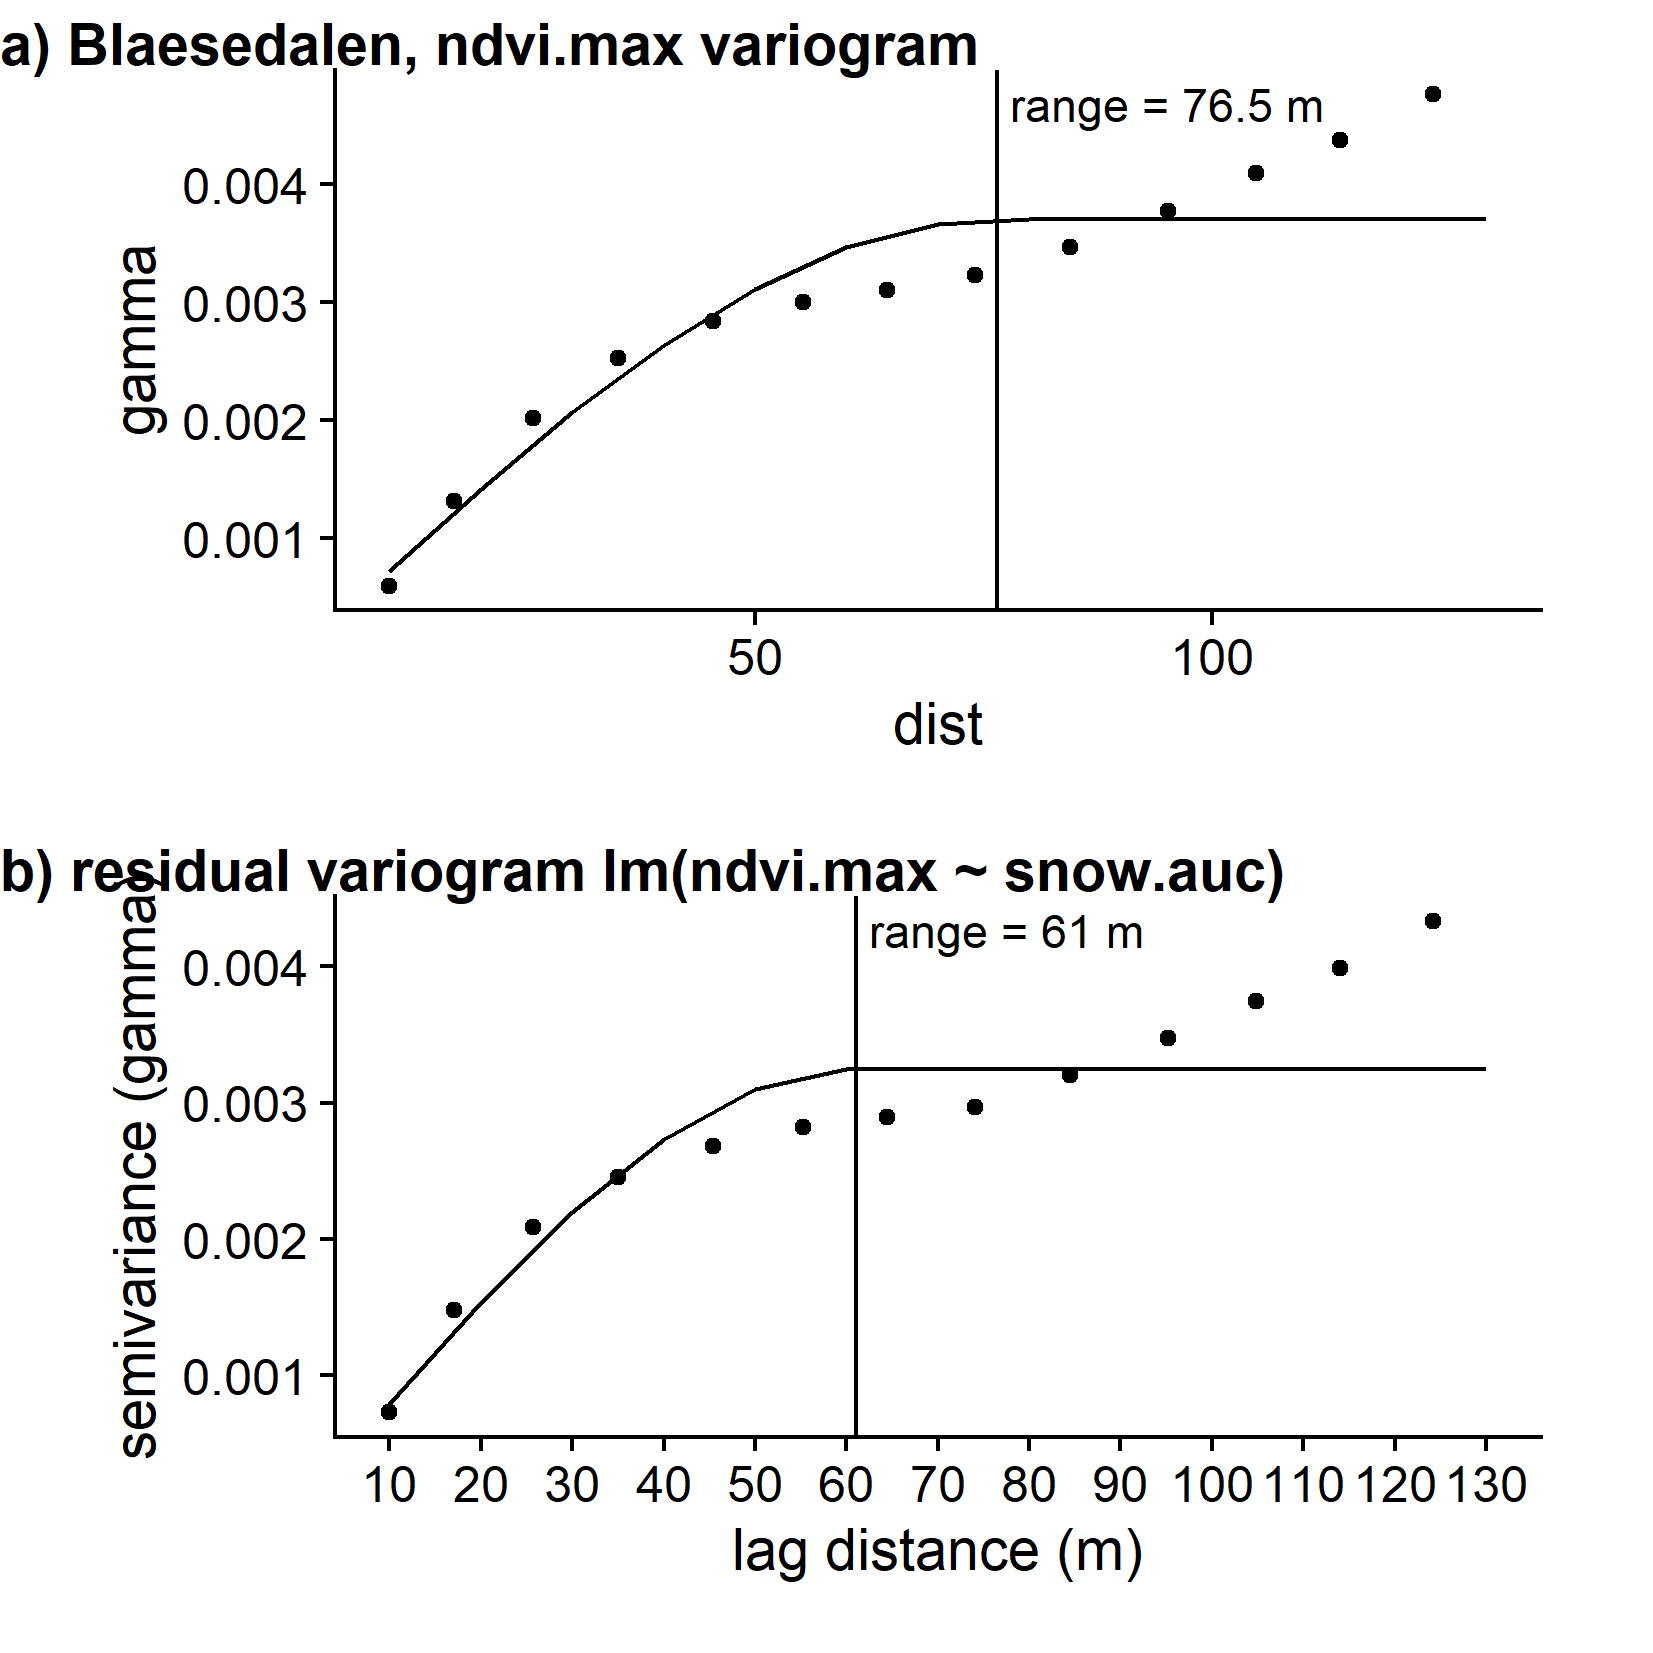 a) Blaesedalen, ndvi.max variogram
range = 76.5 m
gamma
0.004
0.003
0.002
0.001
50 100
dist
b) residual variogram lm(ndvi.max ~ snow.auc)
range = 61 m
semivariance (gamma)
0.004
0.003
0.002
0.001
10 20 30 40 50 60 70 80 90 100 110 120 130
lag distance (m)